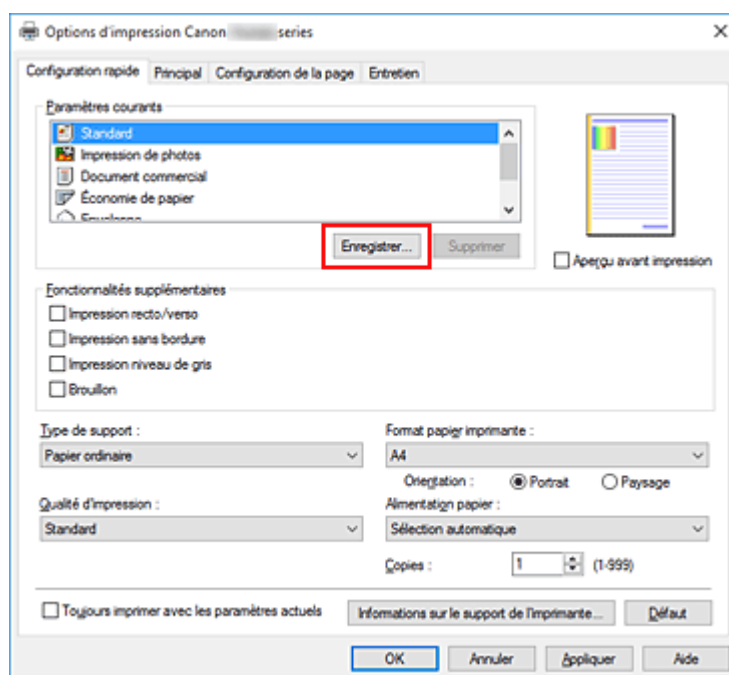 Options d'impression Canon series
Configuration rapide Principal Configuration de la page Entretien
Paramètres courants
Standard
Impression de photos
Document commercial
Économie de papier
Enregistrer... Supprimer
Aperçu avant impression
Fonctionnalités supplémentaires
Impression recto/verso
Impression sans bordure
Impression niveau de gris
Brouillon
Type de support :
Papier ordinaire
Format papier imprimante :
A4
Orientation : Portrait Paysage
Qualité d'impression :
Standard
Alimentation papier :
Sélection automatique
Copies : 1 (1-999)
Toujours imprimer avec les paramètres actuels Informations sur le support de l'imprimante... Défaut
OK Annuler Appliquer Aide